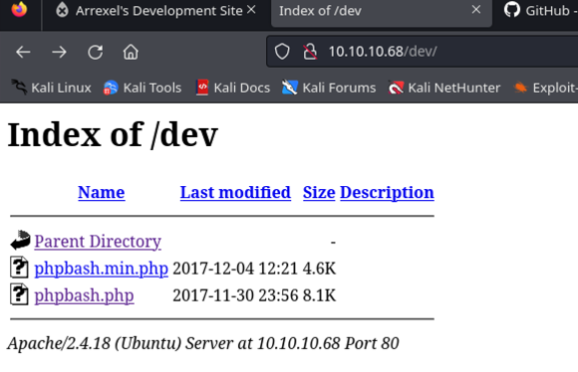 Arrexel's Development Site ×
Index of /dev ×
GitHub -
10.10.10.68/dev/
Kali Linux Kali Tools Kali Docs Kali Forums Kali NetHunter Exploit-
Index of /dev
Name Last modified Size Description
Parent Directory -
phpbash.min.php 2017-12-04 12:21 4.6K
phpbash.php 2017-11-30 23:56 8.1K
Apache/2.4.18 (Ubuntu) Server at 10.10.10.68 Port 80